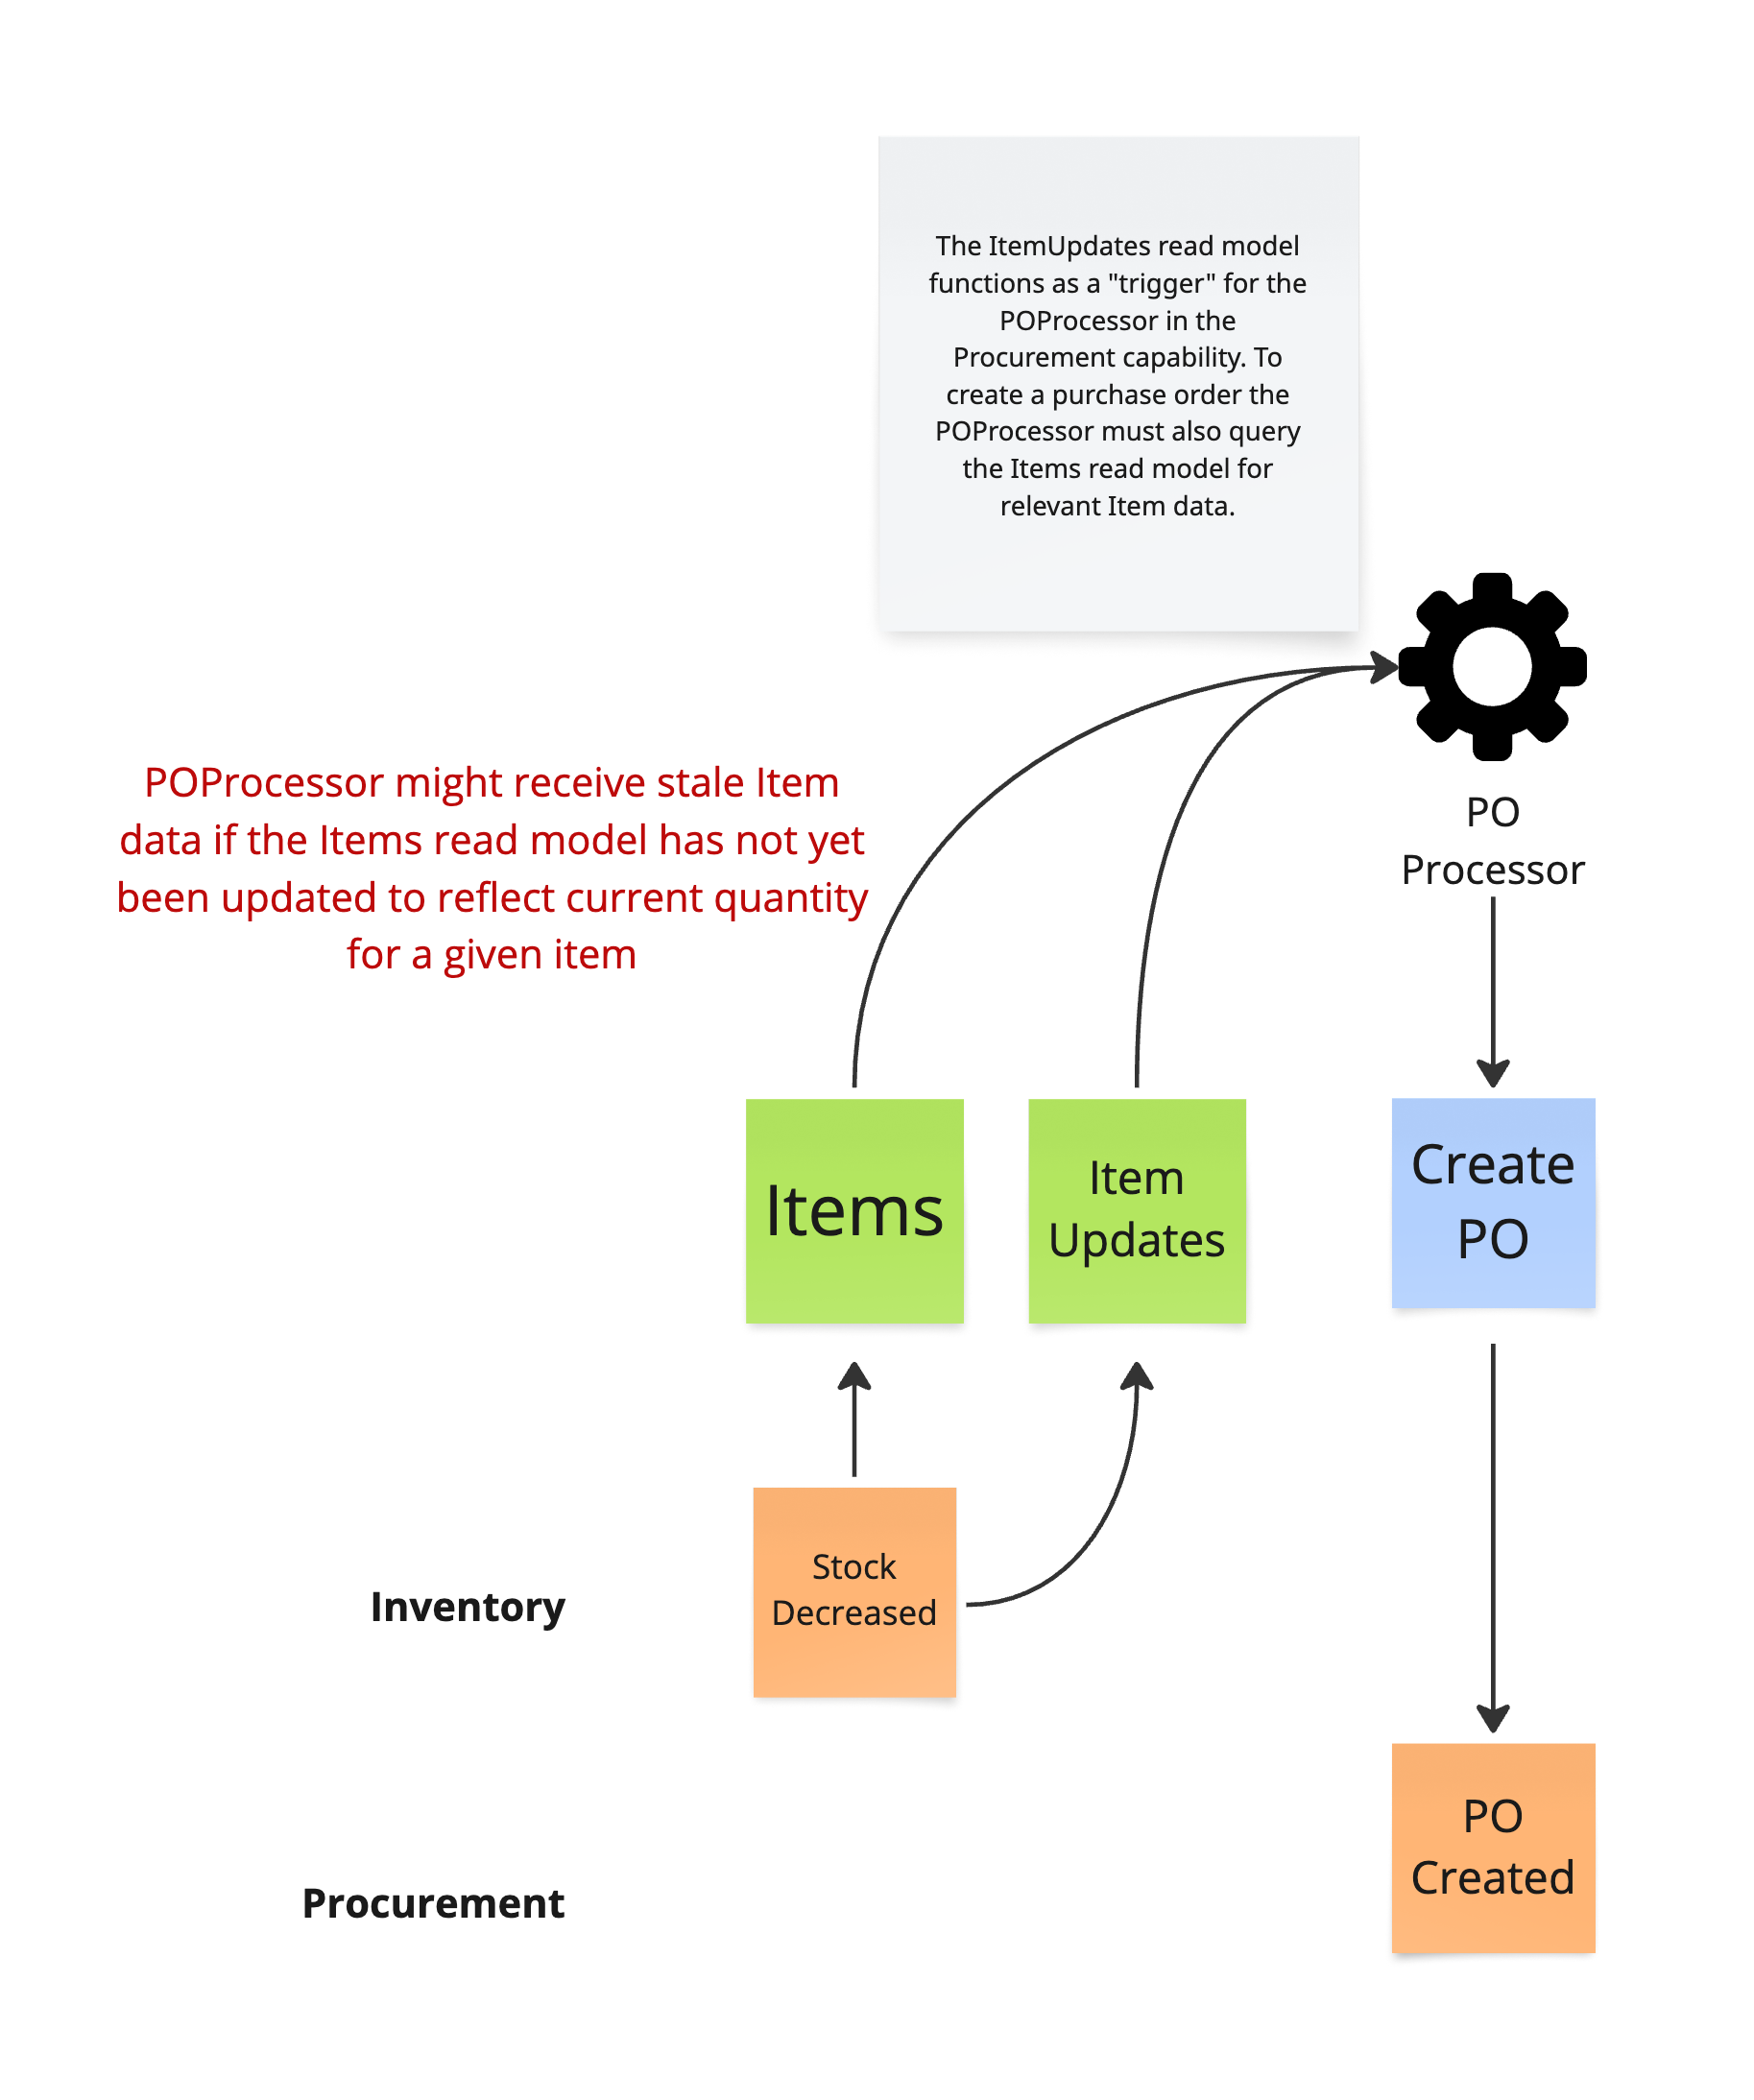 The ItemUpdates read model
functions as a "trigger" for the
POProcessor in the
Procurement capability. To
create a purchase order the
POProcessor must also query
the Items read model for
relevant Item data.
POProcessor might receive stale Item
data if the Items read model has not yet
been updated to reflect current quantity
for a given item
PO
Processor
Items
Item
Updates
Create
PO
Inventory
Stock
Decreased
Procurement
PO
Created